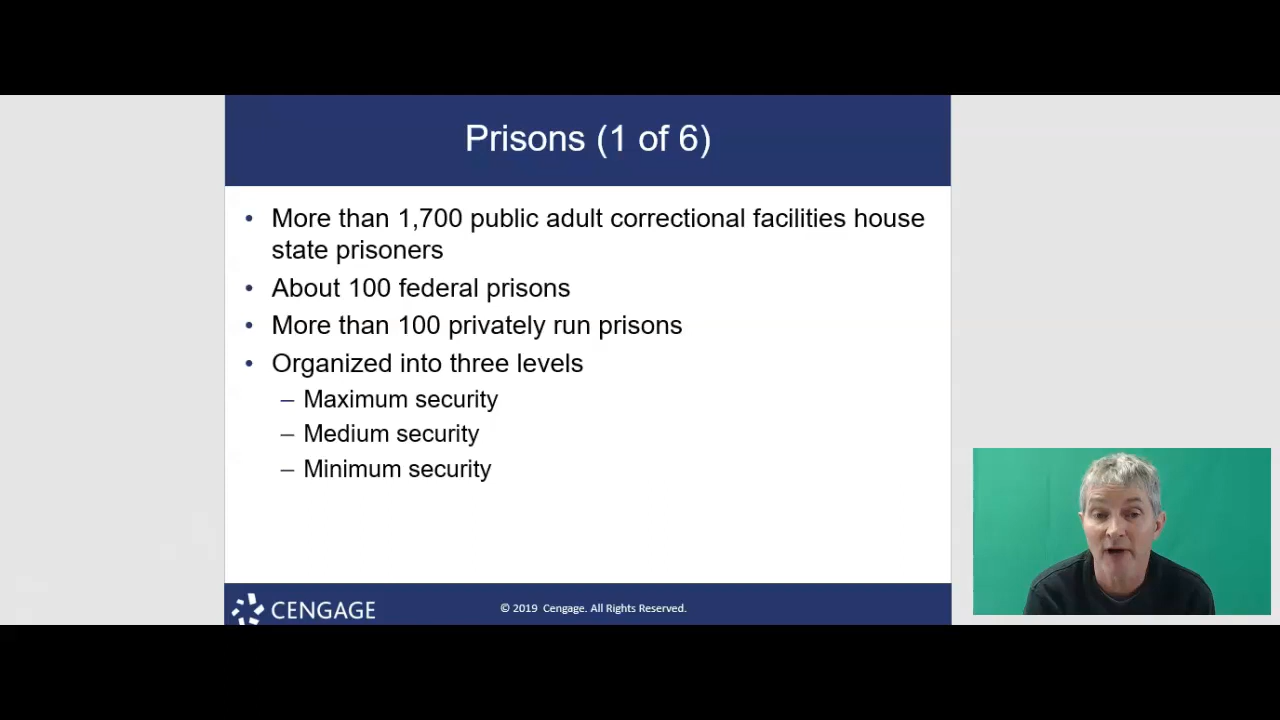 Prisons (1 of 6)
• More than 1,700 public adult correctional facilities house
state prisoners
• About 100 federal prisons
• More than 100 privately run prisons
• Organized into three levels
– Maximum security
– Medium security
– Minimum security
CENGAGE
© 2019 Cengage. All Rights Reserved.